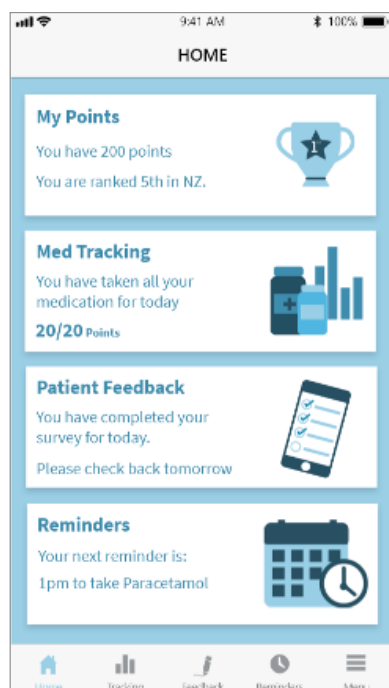 9:41 AM
100%
HOME
My Points
You have 200 points
You are ranked 5th in NZ.
1
Med Tracking
You have taken all your
medication for today
20/20 Points
Patient Feedback
You have completed your
survey for today.
Please check back tomorrow
Reminders
Your next reminder is:
1pm to take Paracetamol
Home
Tracking
Feedback
Reminders
Menu